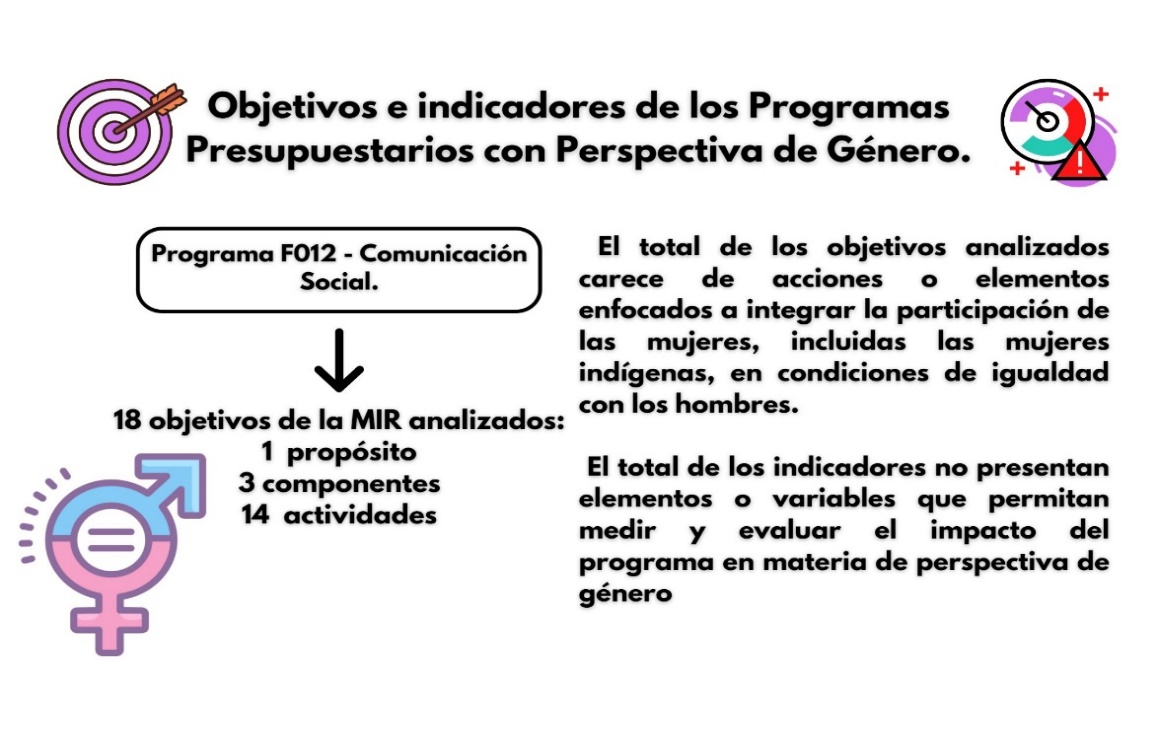 Objetivos e indicadores de los Programas
Presupuestarios con Perspectiva de Género.
Programa F012 - Comunicación
Social.
18 objetivos de la MIR analizados:
1 propósito
3 componentes
14 actividades
El total de los objetivos analizados
carece de acciones o elementos
enfocados a integrar la participación de
las mujeres, incluidas las mujeres
indígenas, en condiciones de igualdad
con los hombres.
El total de los indicadores no presentan
elementos o variables que permitan
medir y evaluar el impacto del
programa en materia de perspectiva de
género